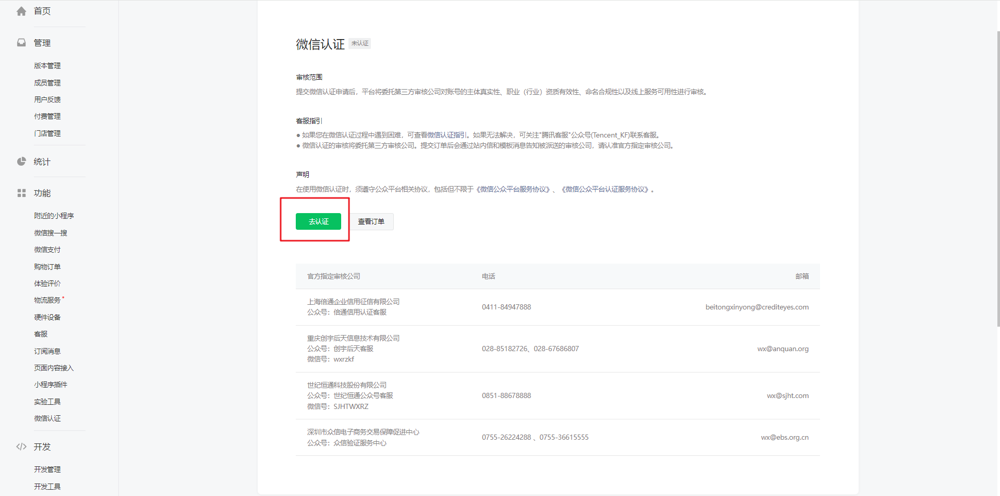 首页
管理
版本管理
成员管理
用户反馈
付费管理
门店管理
统计
功能
附近的小程序
微信搜一搜
微信支付
购物订单
体验评价
物流服务
硬件设备
客服
订阅消息
页面内容接入
小程序插件
实验工具
微信认证
开发
开发管理
开发工具
微信认证 未认证
审核范围
提交微信认证申请后，平台将委托第三方审核公司对账号的主体真实性、职业（行业）资质有效性、命名合规性以及线上服务可用性进行审核。
客服指引
● 如果您在微信认证过程中遇到困难，可查看微信认证指引。如果无法解决，可关注"腾讯客服"公众号(Tencent_KF)联系客服。
● 微信认证的审核将委托第三方审核公司。提交订单后会通过站内信和模板消息告知被派送的审核公司，请认准官方指定审核公司。
声明
在使用微信认证时，须遵守公众平台相关协议，包括但不限于《微信公众平台服务协议》、《微信公众平台认证服务协议》。
去认证 查看订单
官方指定审核公司 电话 邮箱
上海倍通企业信用征信有限公司
公众号：倍通信用认证客服
0411-84947888 beitongxinyong@crediteyes.com
重庆创宇后天信息技术有限公司
公众号：创宇后天客服
微信号：wxrzkf
028-85182726、028-67686807 wx@anquan.org
世纪恒通科技股份有限公司
公众号：世纪恒通公众号客服
微信号：SJHTWXRZ
0851-88678888 wx@sjht.com
深圳市众信电子商务交易保障促进中心
公众号：众信验证服务中心
0755-26224288 、0755-36615555 wx@ebs.org.cn